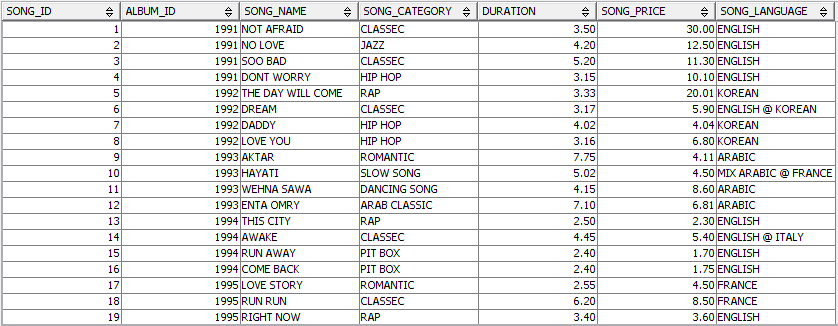 SONG_ID ALBUM_ID SONG_NAME SONG_CATEGORY DURATION SONG_PRICE SONG_LANGUAGE
1 1991 NOT AFRAID CLASSEC 3.50 30.00 ENGLISH
2 1991 NO LOVE JAZZ 4.20 12.50 ENGLISH
3 1991 SOO BAD CLASSEC 5.20 11.30 ENGLISH
4 1991 DONT WORRY HIP HOP 3.15 10.10 ENGLISH
5 1992 THE DAY WILL COME RAP 3.33 20.01 KOREAN
6 1992 DREAM CLASSEC 3.17 5.90 ENGLISH @ KOREAN
7 1992 DADDY HIP HOP 4.02 4.04 KOREAN
8 1992 LOVE YOU HIP HOP 3.16 6.80 KOREAN
9 1993 AKTAR ROMANTIC 7.75 4.11 ARABIC
10 1993 HAYATI SLOW SONG 5.02 4.50 MIX ARABIC @ FRANCE
11 1993 WEHNA SAWA DANCING SONG 4.15 8.60 ARABIC
12 1993 ENTA OMRY ARAB CLASSIC 7.10 6.81 ARABIC
13 1994 THIS CITY RAP 2.50 2.30 ENGLISH
14 1994 AWAKE CLASSEC 4.45 5.40 ENGLISH @ ITALY
15 1994 RUN AWAY PIT BOX 2.40 1.70 ENGLISH
16 1994 COME BACK PIT BOX 2.40 1.75 ENGLISH
17 1995 LOVE STORY ROMANTIC 2.55 4.50 FRANCE
18 1995 RUN RUN CLASSEC 6.20 8.50 FRANCE
19 1995 RIGHT NOW RAP 3.40 3.60 ENGLISH